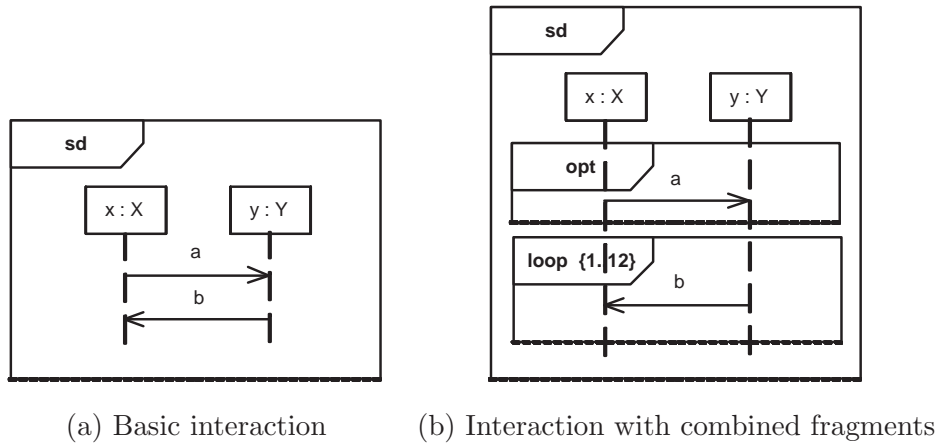 sd
x : X y : Y
a
b
(a) Basic interaction
sd
x : X y : Y
opt
a
loop {1..12}
b
(b) Interaction with combined fragments